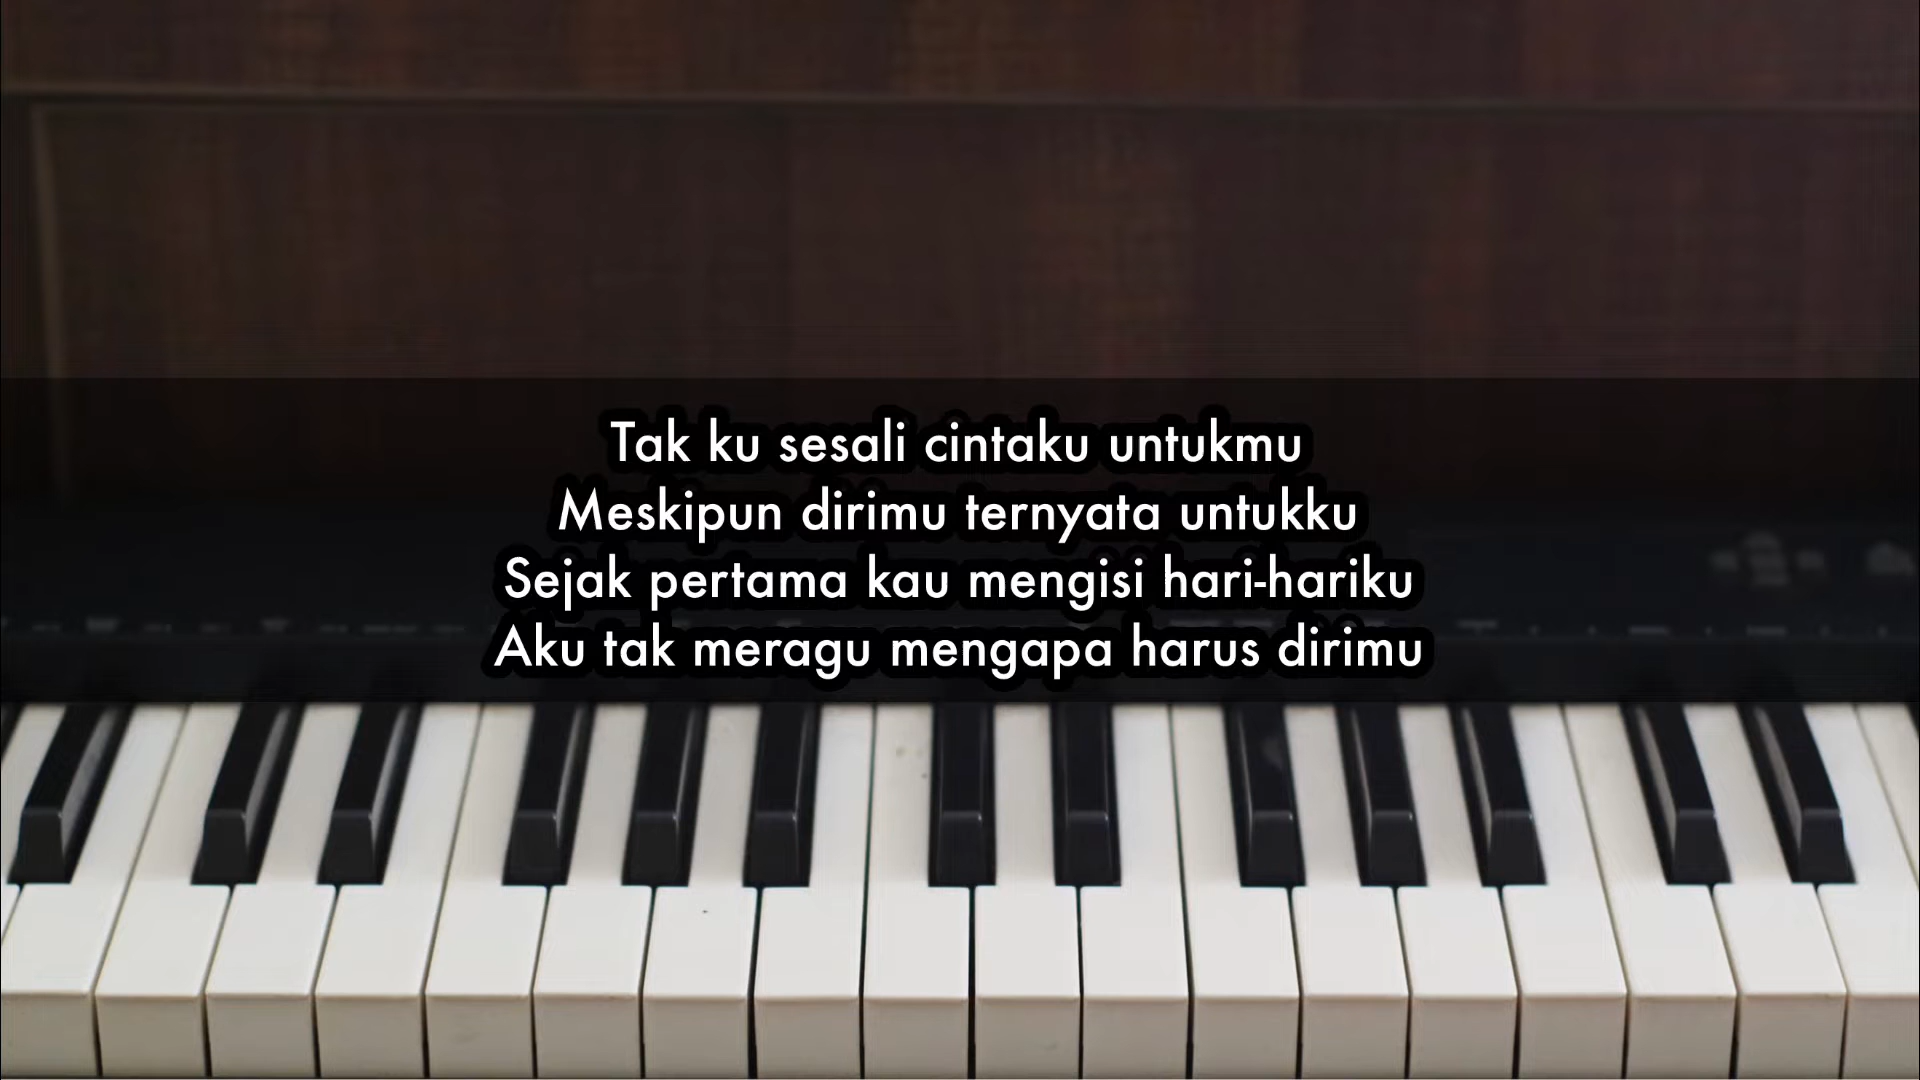 Tak ku sesali cintaku untukmu
Meskipun dirimu ternyata untukku
Sejak pertama kau mengisi hari-hariku
Aku tak meragu mengapa harus dirimu